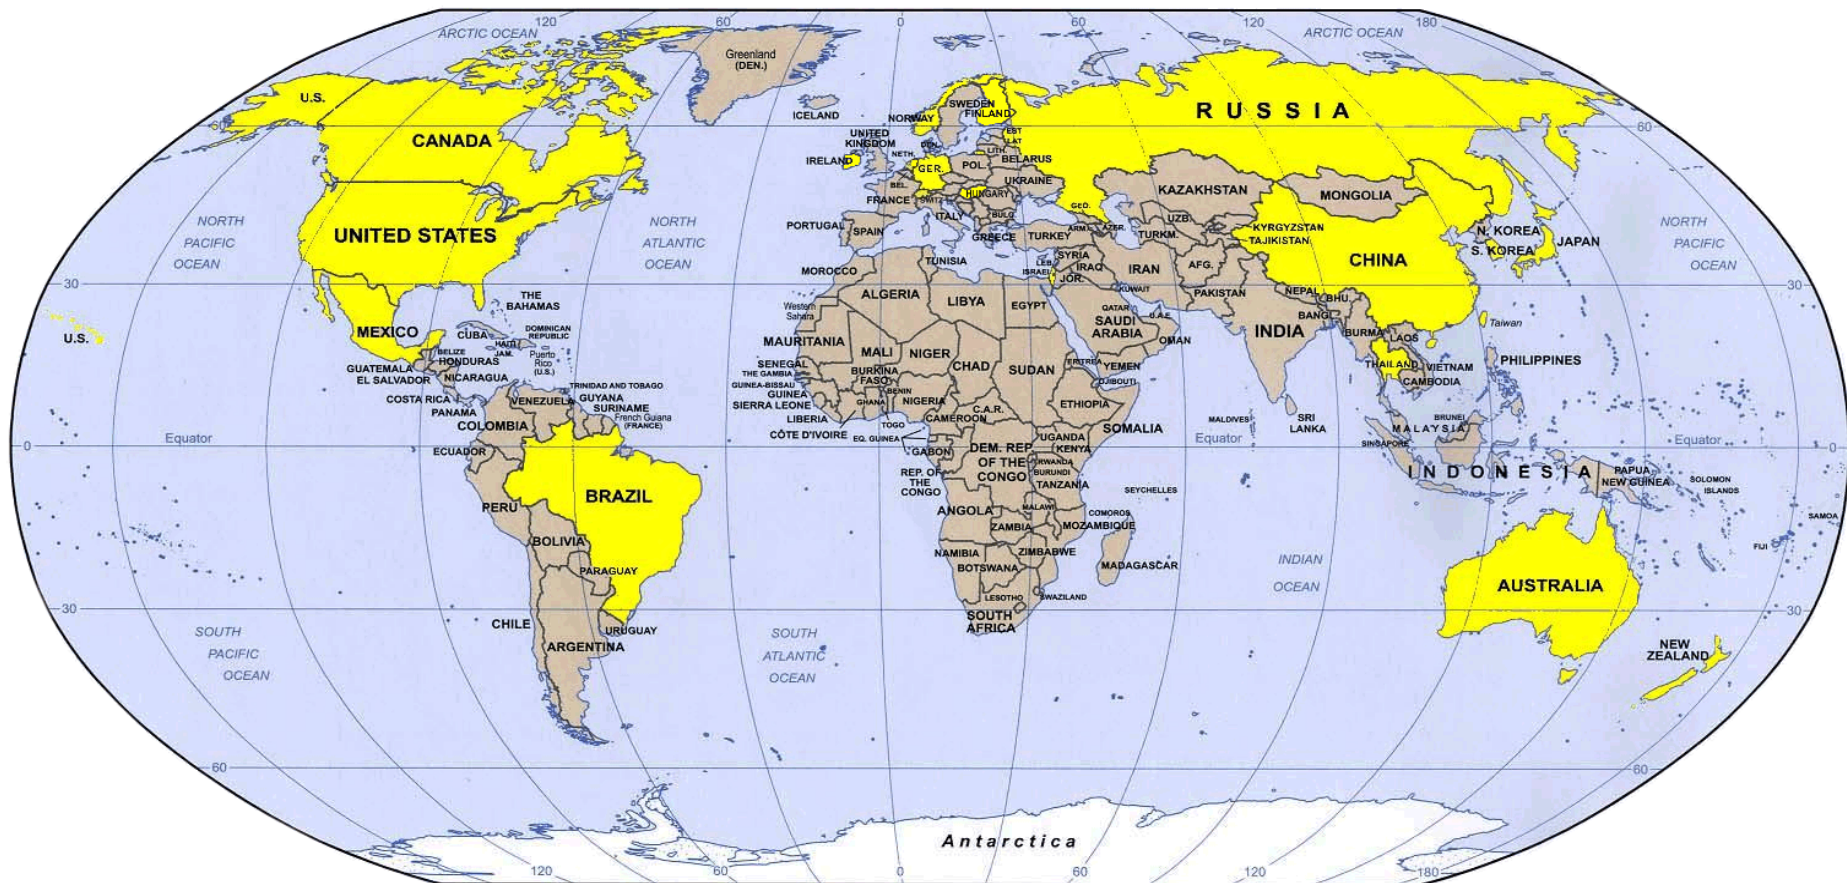 120
60
0
60
120
180
ARCTIC OCEAN
ARCTIC OCEAN
Greenland
(DEN.)
U.S.
CANADA
ICELAND
NORWAY
SWEDEN
FINLAND
RUSSIA
60
60
UNITED
KINGDOM
IRELAND
NETH.
DEN.
EST
LAT
LITH.
BELARUS
POL.
GER.
BEL.
UKRAINE
FRANCE
SWITZ.
HUNGARY
ITALY
BULG.
GREECE
PORTUGAL
SPAIN
KAZAKHSTAN
MONGOLIA
GEO.
ARM.
AZER.
UZB.
TURKM.
KYRGYZSTAN
TAJIKISTAN
TURKEY
N. KOREA
S. KOREA
JAPAN
CHINA
NORTH
PACIFIC
OCEAN
UNITED STATES
NORTH
ATLANTIC
OCEAN
NORTH
PACIFIC
OCEAN
MOROCCO
TUNISIA
LEB.
ISRAEL
SYRIA
IRAQ
JOR.
IRAN
AFG.
KUWAIT
PAKISTAN
NEPAL
BHU.
BANG.
30
30
Western
Sahara
ALGERIA
LIBYA
EGYPT
QATAR
U.A.E.
SAUDI
ARABIA
OMAN
INDIA
BURMA
LAOS
Taiwan
U.S.
MEXICO
THE
BAHAMAS
CUBA
HAITI
JAM.
DOMINICAN
REPUBLIC
Puerto
Rico
(U.S.)
BELIZE
HONDURAS
GUATEMALA
EL SALVADOR
NICARAGUA
COSTA RICA
PANAMA
MAURITANIA
MALI
NIGER
CHAD
SUDAN
ERITREA
YEMEN
DJIBOUTI
THAILAND
VIETNAM
CAMBODIA
PHILIPPINES
SENEGAL
THE GAMBIA
GUINEA-BISSAU
GUINEA
SIERRA LEONE
LIBERIA
CÔTE D'IVOIRE
BURKINA
FASO
GHANA
BENIN
TOGO
NIGERIA
CAMEROON
EQ. GUINEA
C.A.R.
ETHIOPIA
SOMALIA
MALDIVES
SRI
LANKA
BRUNEI
MALAYSIA
SINGAPORE
TRINIDAD AND TOBAGO
VENEZUELA
GUYANA
SURINAME
French Guiana
(FRANCE)
COLOMBIA
ECUADOR
0
Equator
Equator
Equator
0
GABON
REP. OF
THE
CONGO
DEM. REP.
OF THE
CONGO
UGANDA
KENYA
RWANDA
BURUNDI
TANZANIA
SEYCHELLES
INDONESIA
PAPUA
NEW GUINEA
SOLOMON
ISLANDS
SAMOA
FIJI
PERU
BRAZIL
BOLIVIA
PARAGUAY
ANGOLA
ZAMBIA
MALAWI
COMOROS
MOZAMBIQUE
ZIMBABWE
NAMIBIA
BOTSWANA
MADAGASCAR
LESOTHO
SWAZILAND
SOUTH
AFRICA
INDIAN
OCEAN
AUSTRALIA
30
30
CHILE
URUGUAY
ARGENTINA
SOUTH
PACIFIC
OCEAN
SOUTH
ATLANTIC
OCEAN
NEW
ZEALAND
60
60
Antarctica
120
60
0
60
120
180